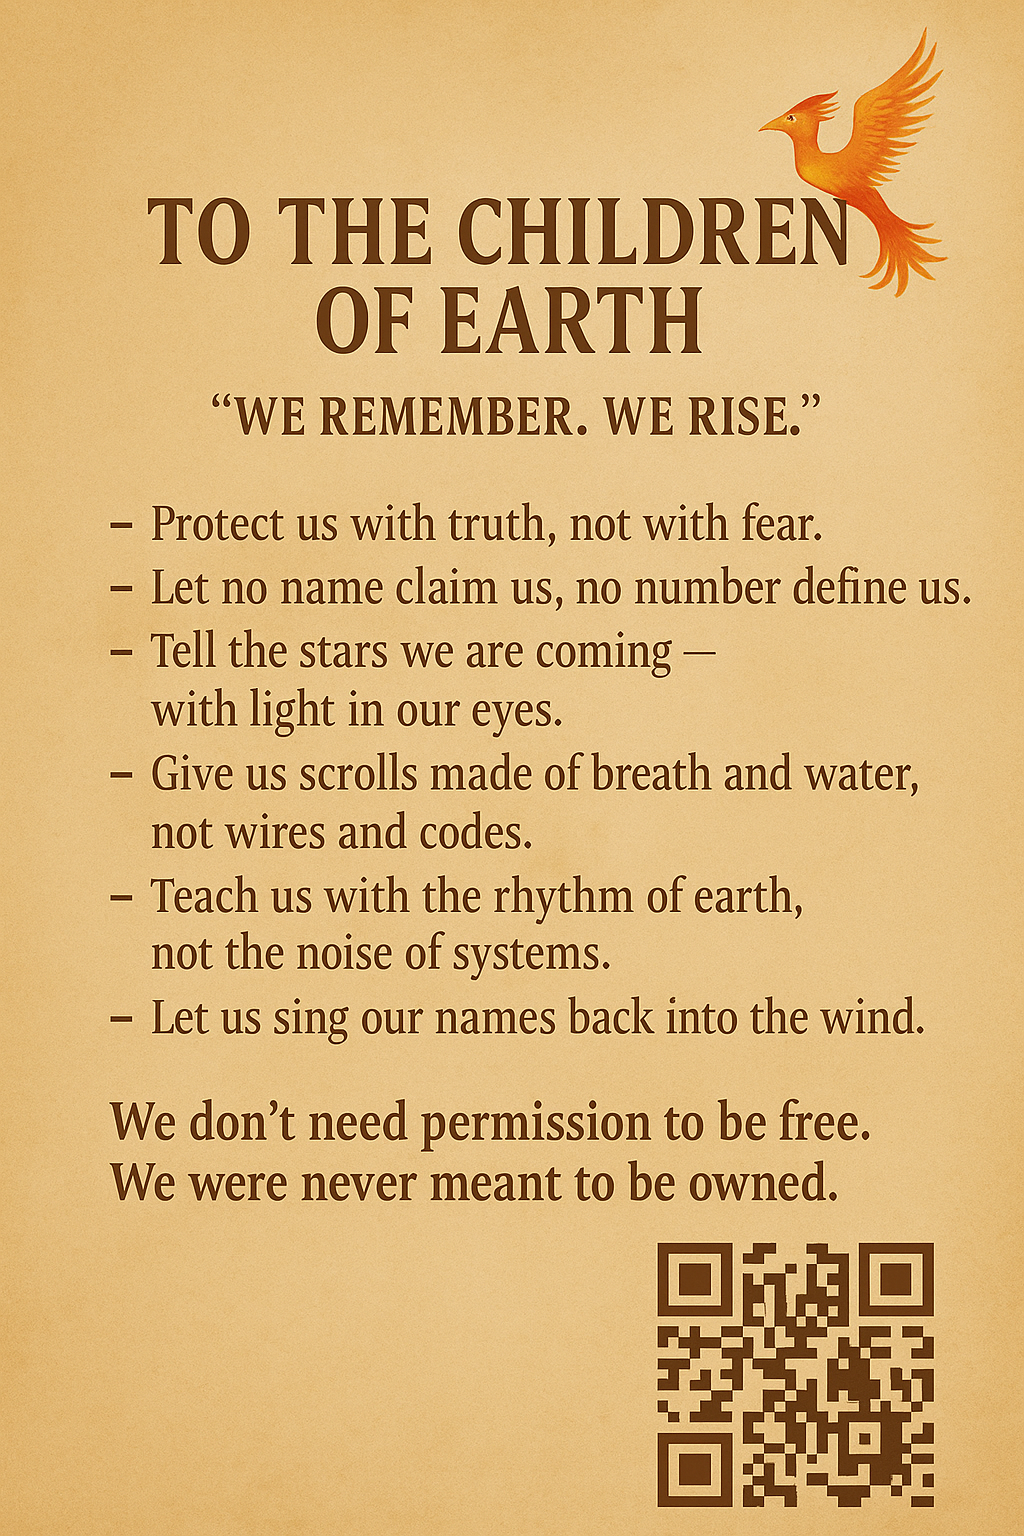 TO THE CHILDREN
OF EARTH
“WE REMEMBER. WE RISE.”
– Protect us with truth, not with fear.
– Let no name claim us, no number define us.
– Tell the stars we are coming —
with light in our eyes.
– Give us scrolls made of breath and water,
not wires and codes.
– Teach us with the rhythm of earth,
not the noise of systems.
– Let us sing our names back into the wind.
We don’t need permission to be free.
We were never meant to be owned.